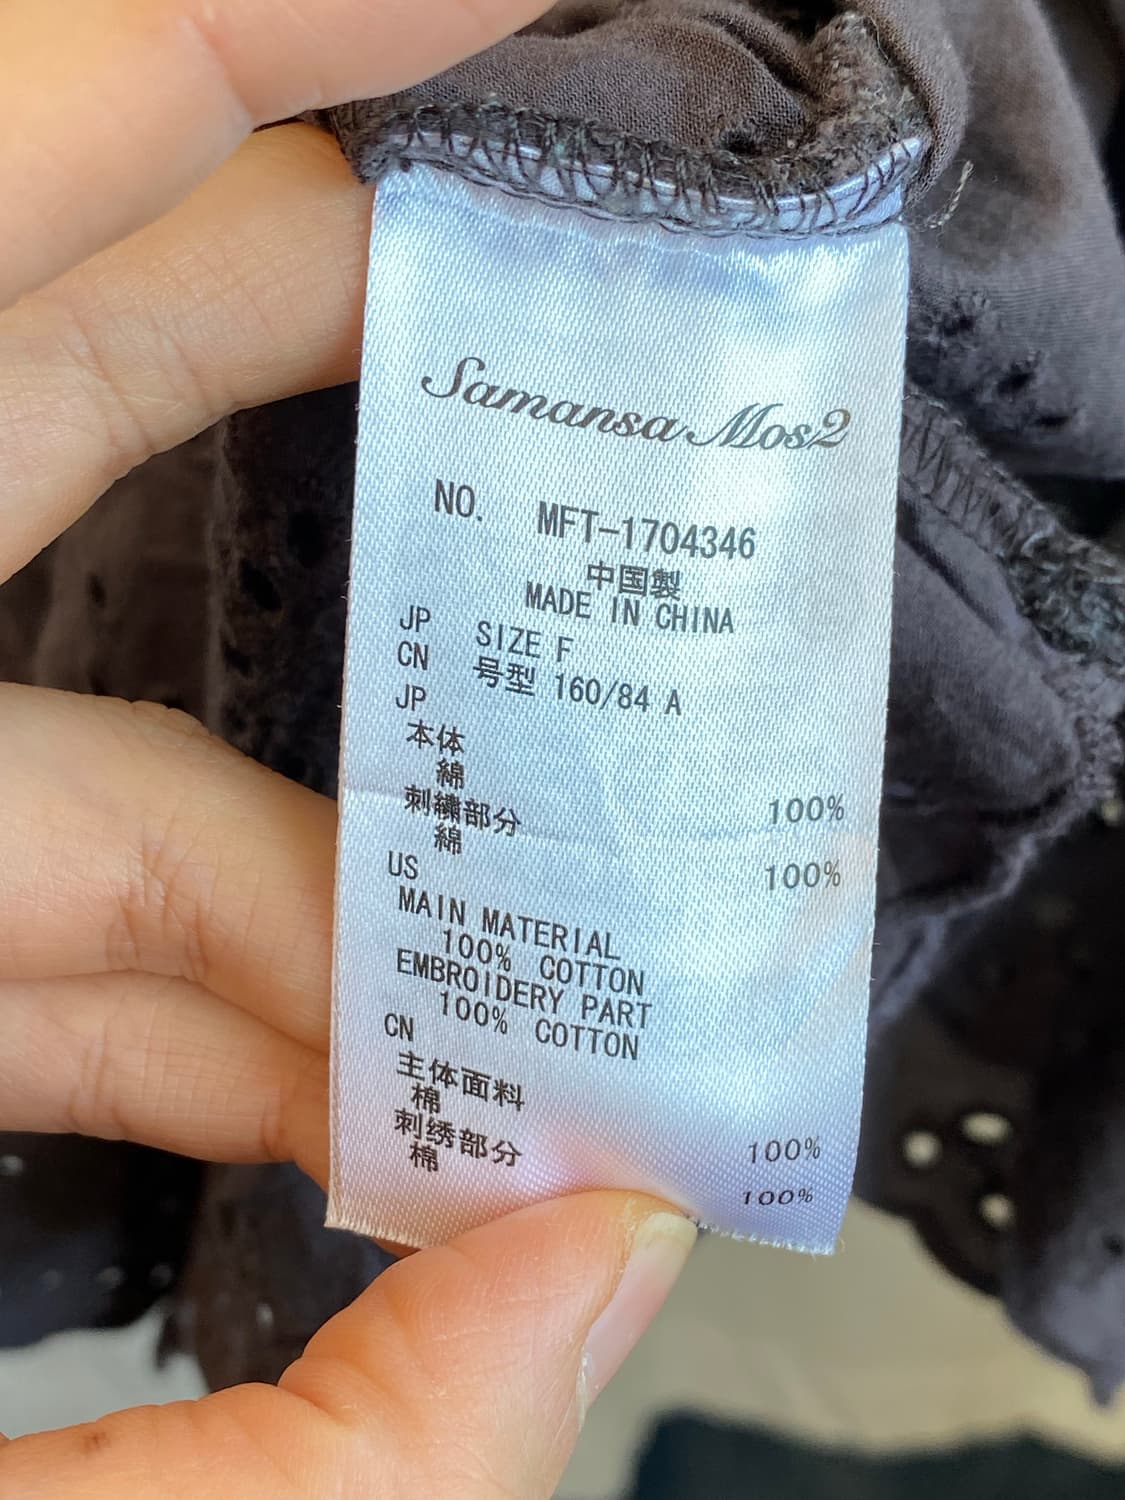 Samansa Mos2
NO. MFT-1704346
中国製
MADE IN CHINA
JP SIZE F
CN 号型 160/84 A
JP
本体
綿 100%
刺繍部分
綿 100%
US
MAIN MATERIAL
100% COTTON
EMBROIDERY PART
100% COTTON
CN
主体面料
棉 100%
刺绣部分
棉 100%